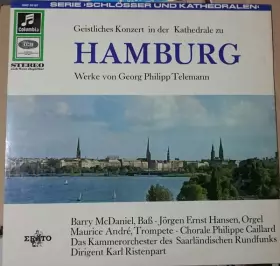 SERIE ›SCHLÖSSER UND KATHEDRALEN‹
Columbia
EMI
STEREO
Geistliches Konzert in der Kathedrale zu
HAMBURG
Werke von Georg Philipp Telemann
ERATO
Barry McDaniel, Baß - Jörgen Ernst Hansen, Orgel
Maurice André, Trompete - Chorale Philippe Caillard
Das Kammerorchester des Saarländischen Rundfunks
Dirigent Karl Ristenpart